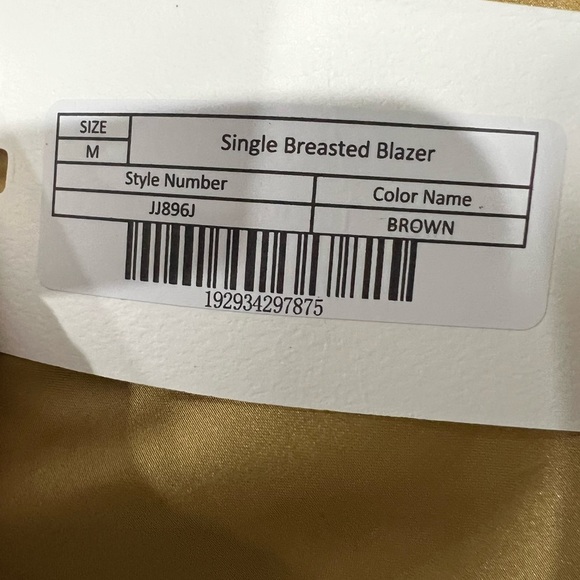 SIZE
Single Breasted Blazer
M
Style Number
Color Name
JJ896J
BROWN
192934297875